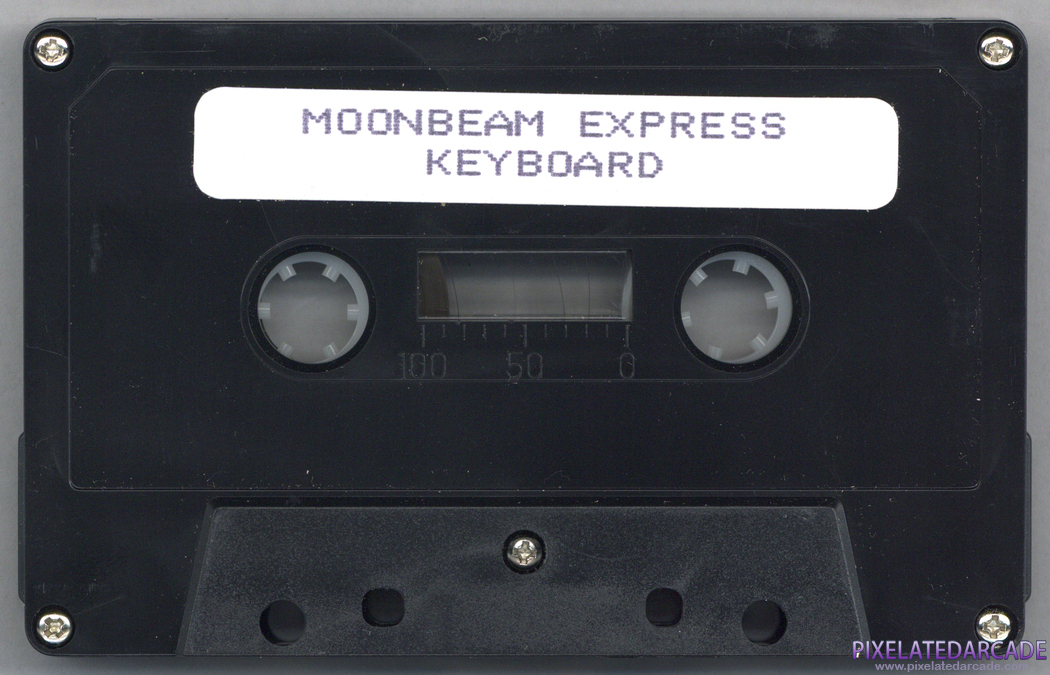 MOONBEAM EXPRESS
KEYBOARD
100 50 0
PIXELATEDARCADE
www.pixelatedarcade.com